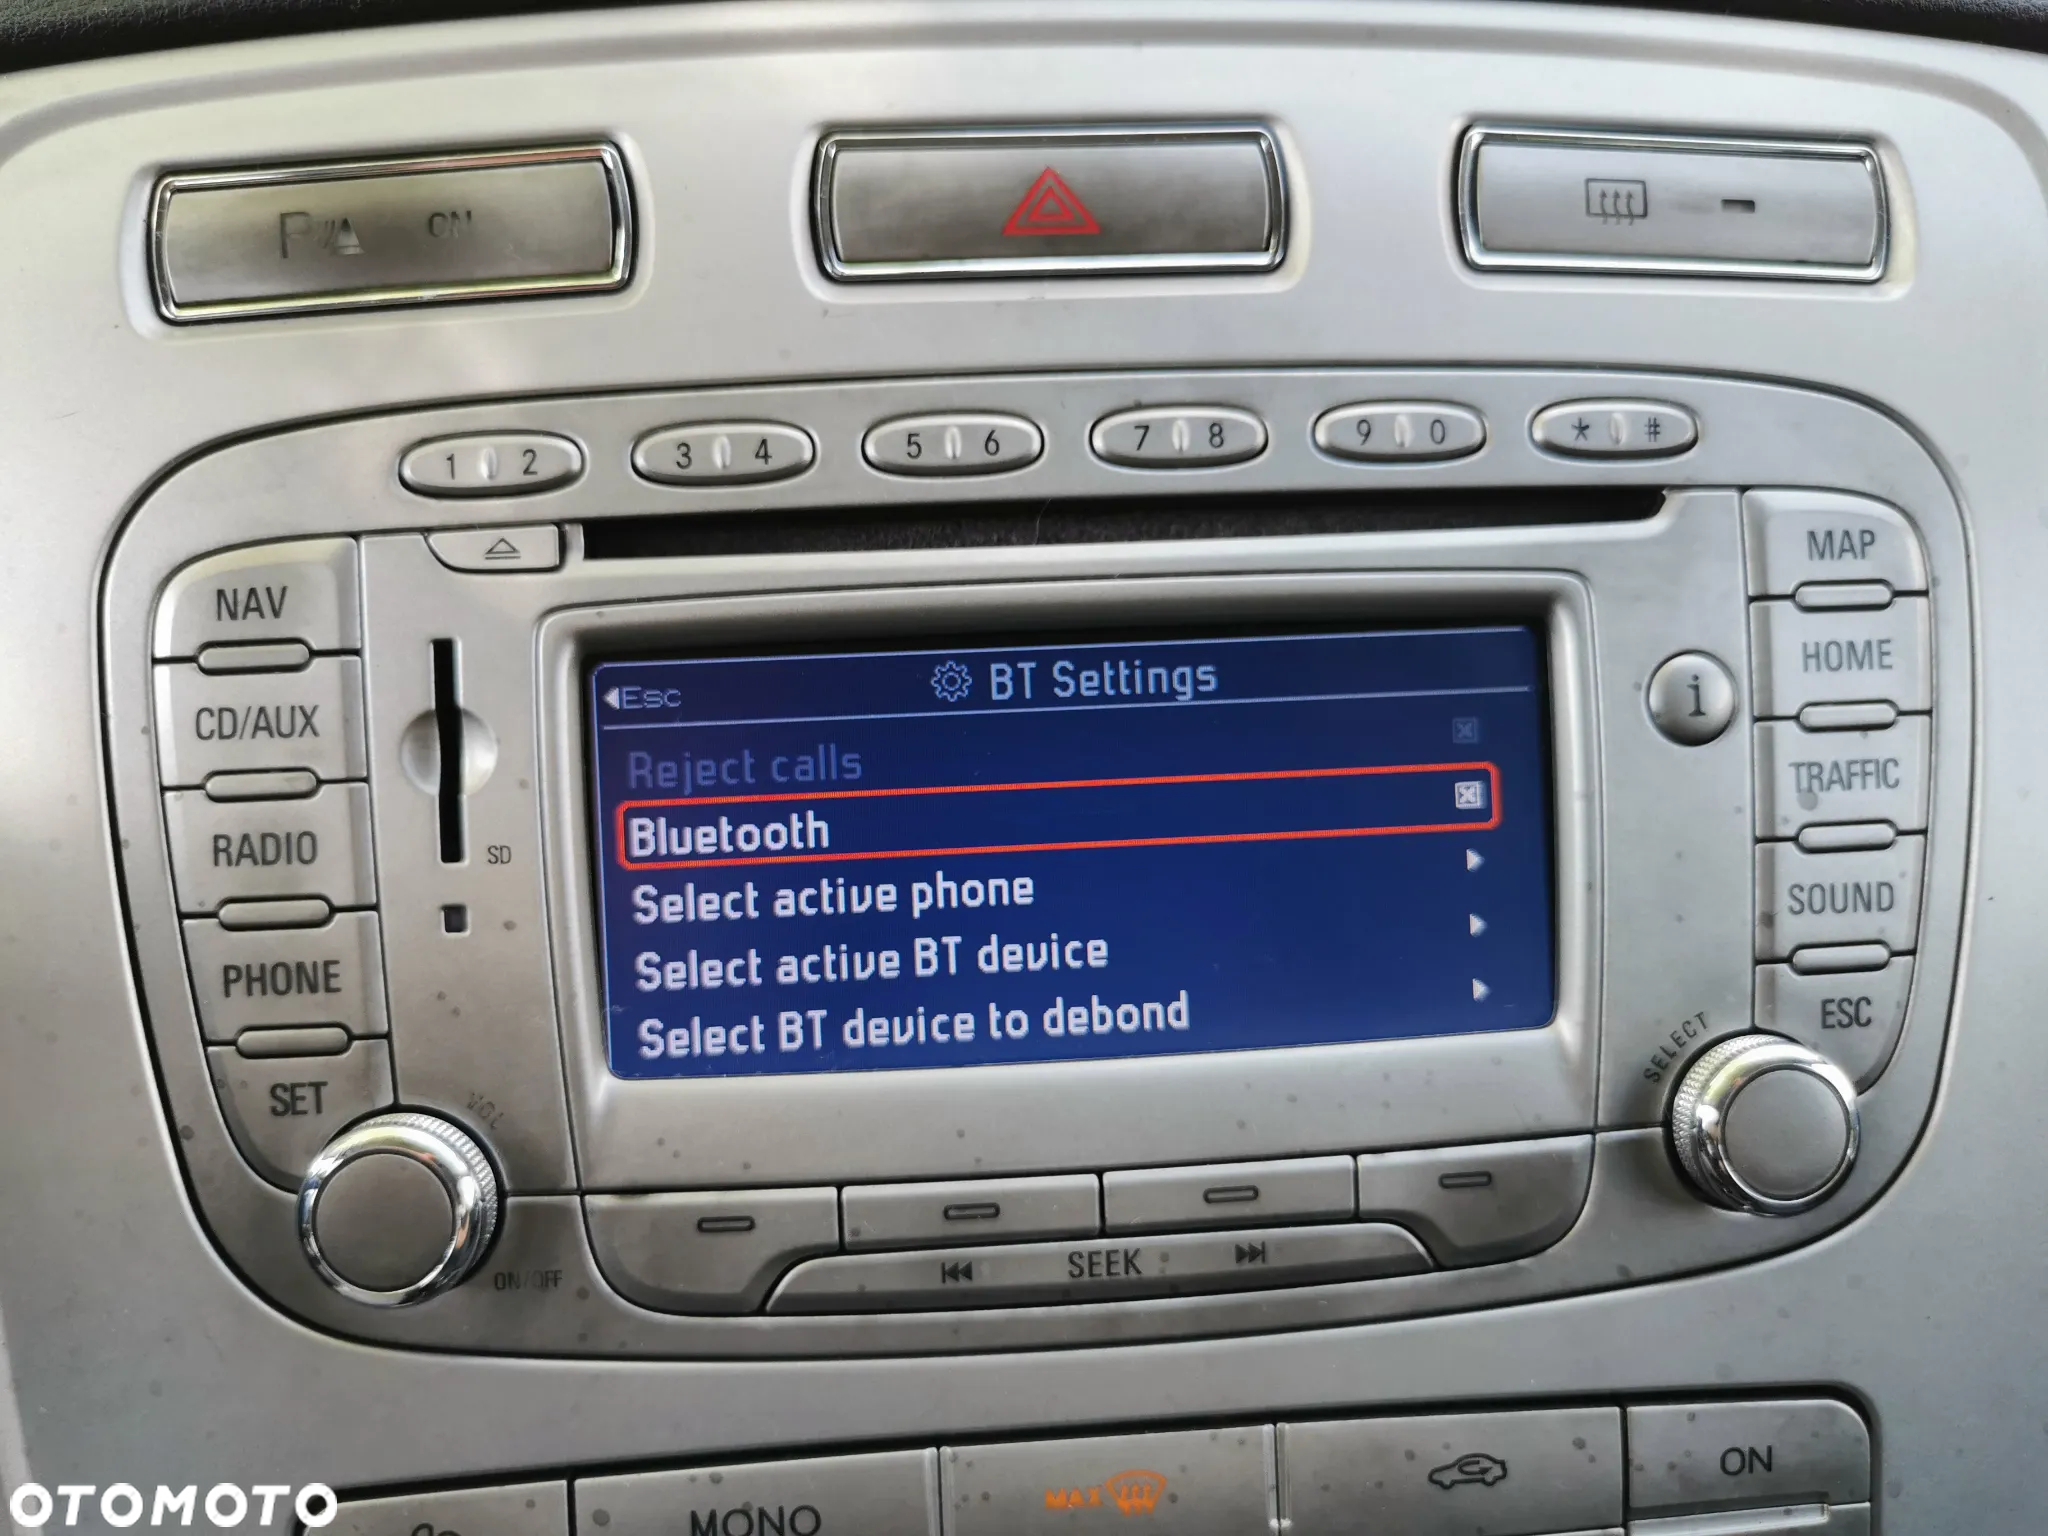 P ON
1 2 3 4 5 6 7 8 9 0 * #
NAV
CD/AUX
RADIO
PHONE
SET
SD
VOL
ON/OFF
Esc
BT Settings
Reject calls
Bluetooth
Select active phone
Select active BT device
Select BT device to debond
i
MAP
HOME
TRAFFIC
SOUND
ESC
SELECT
SEEK
MONO
MAX
ON
OTOMOTO